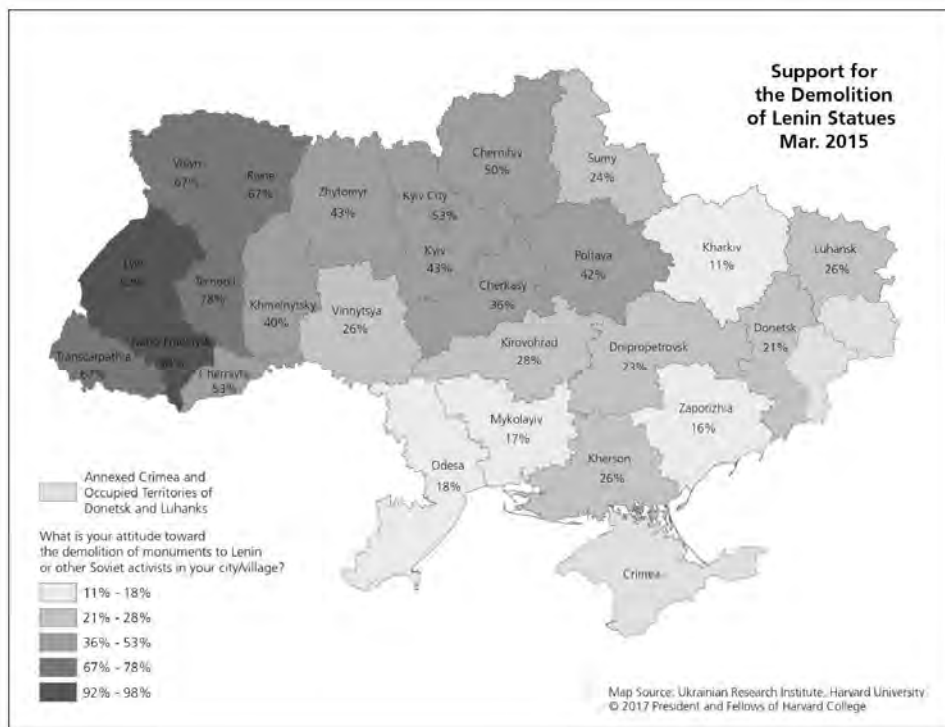 Support for
the Demolition
of Lenin Statues
Mar. 2015
Chernihiv
50%
Sumy
24%
Volyn
67%
Rivne
67%
Zhytomyr
43%
Kyiv City
53%
Kyiv
43%
Poltava
42%
Kharkiv
11%
Luhansk
26%
Lviv
Ternopil
78%
Khmelnytsky
40%
Vinnytsya
26%
Cherkasy
36%
Kirovohrad
28%
Dnipropetrovsk
23%
Donetsk
21%
Transcarpathia
67%
Ivano-Frankivsk
Chernivtsi
53%
Mykolayiv
17%
Zaporizhia
16%
Odesa
18%
Kherson
26%
Crimea
Annexed Crimea and
Occupied Territories of
Donetsk and Luhanks
What is your attitude toward
the demolition of monuments to Lenin
or other Soviet activists in your city/village?
11% - 18%
21% - 28%
36% - 53%
67% - 78%
92% - 98%
Map Source: Ukrainian Research Institute, Harvard University
© 2017 President and Fellows of Harvard College